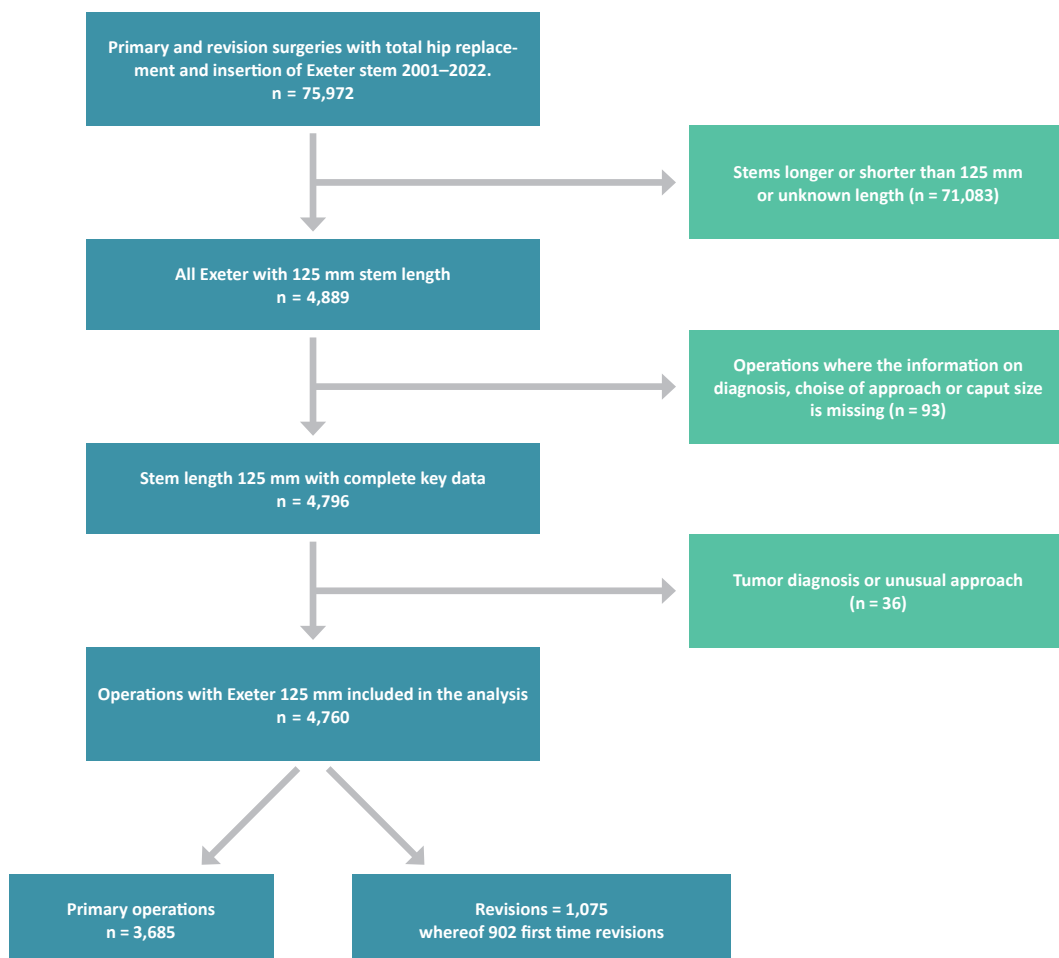 Primary and revision surgeries with total hip replace-
ment and insertion of Exeter stem 2001–2022.
n = 75,972
Stems longer or shorter than 125 mm
or unknown length (n = 71,083)
All Exeter with 125 mm stem length
n = 4,889
Operations where the information on
diagnosis, choise of approach or caput size
is missing (n = 93)
Stem length 125 mm with complete key data
n = 4,796
Tumor diagnosis or unusual approach
(n = 36)
Operations with Exeter 125 mm included in the analysis
n = 4,760
Primary operations
n = 3,685
Revisions = 1,075
whereof 902 first time revisions